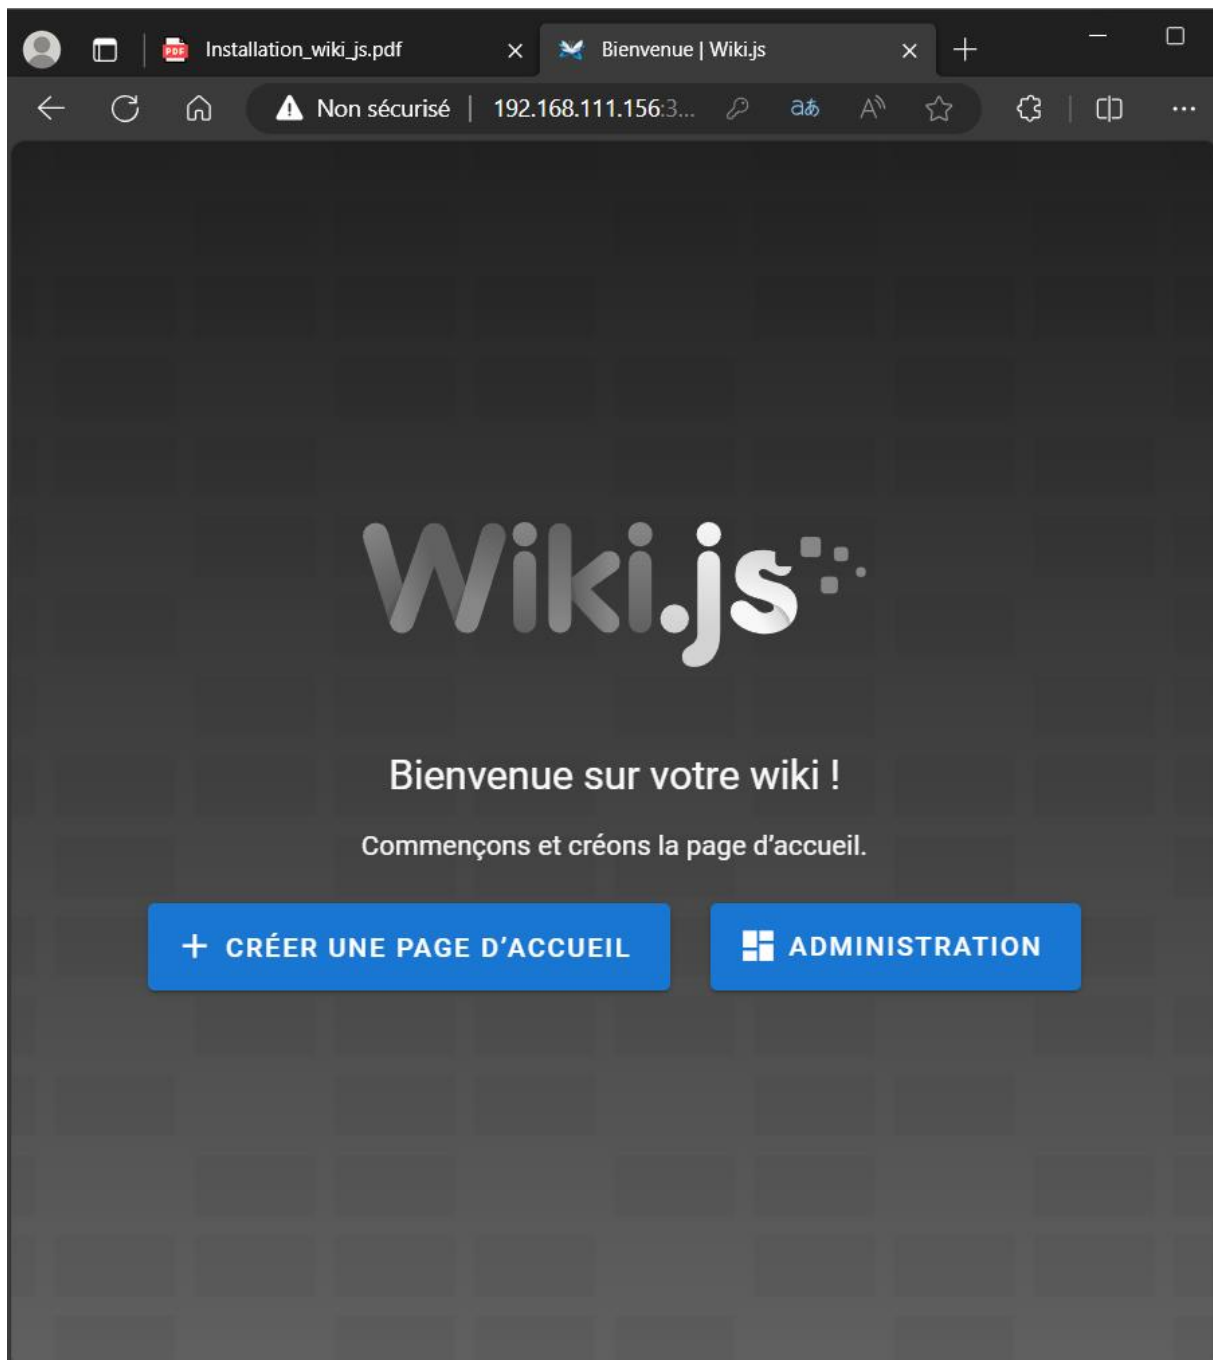 Installation_wiki_js.pdf
Bienvenue | Wiki.js
Non sécurisé
192.168.111.156:3...
Wiki.js
Bienvenue sur votre wiki !
Commençons et créons la page d'accueil.
CRÉER UNE PAGE D'ACCUEIL
ADMINISTRATION